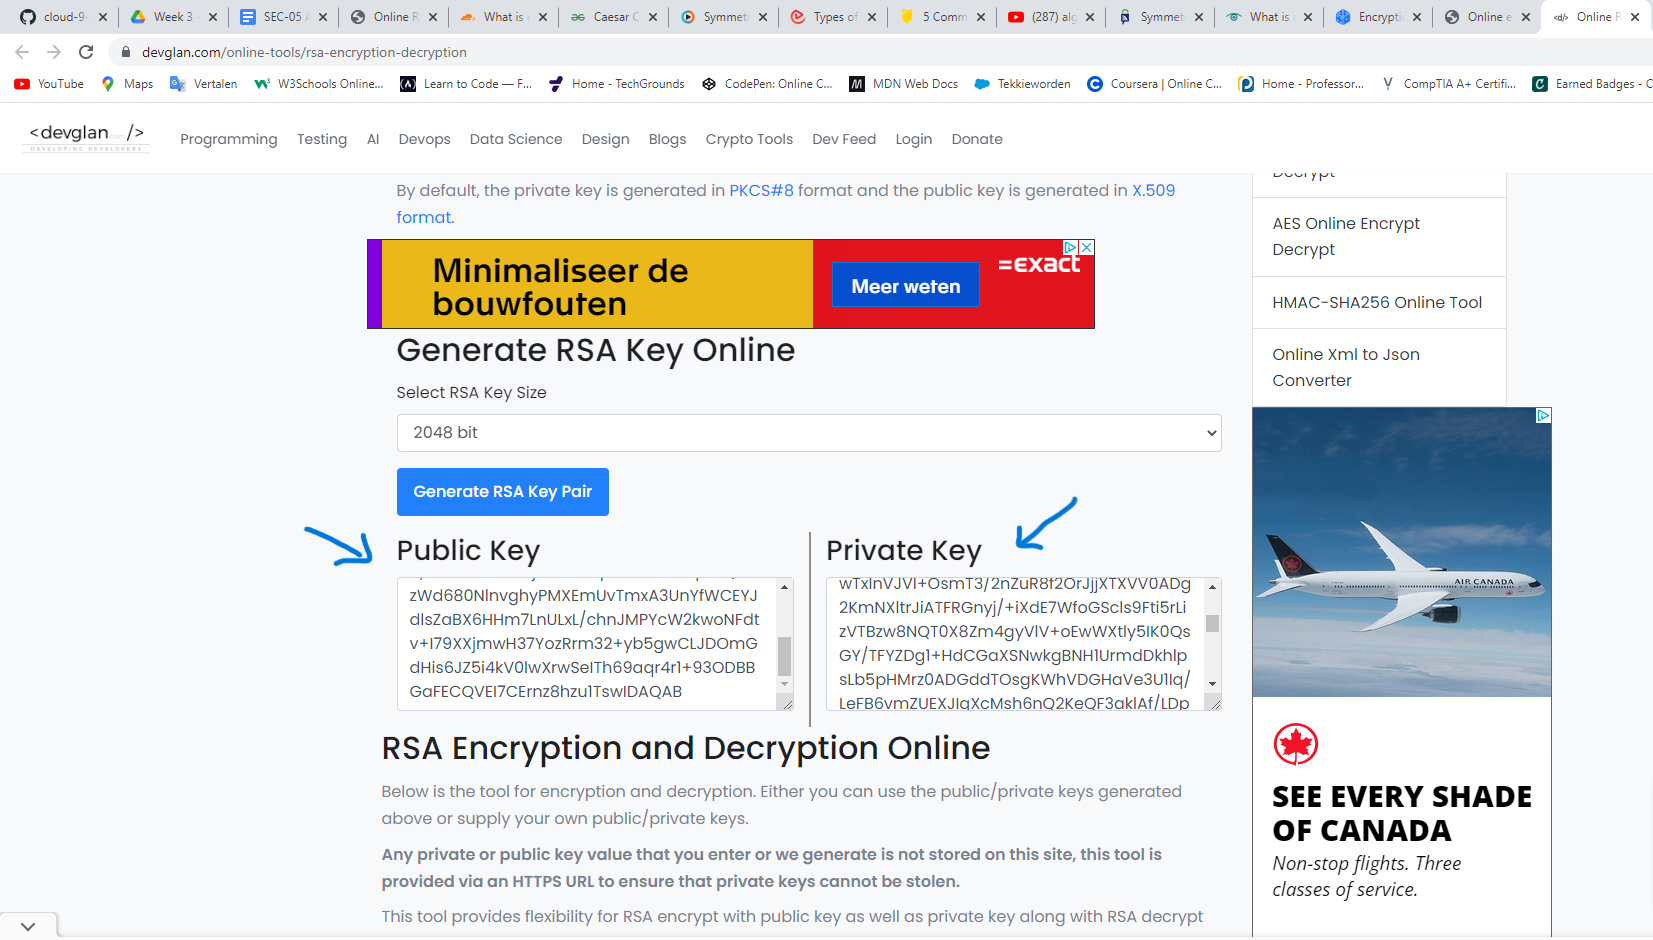 cloud-9-
Week 3 -
SEC-05 A
Online R
What is
Caesar C
Symmet
Types of
5 Comm
(287) alg
Symmet
What is
Encrypti
Online e
Online R
devglan.com/online-tools/rsa-encryption-decryption
YouTube
Maps
Vertalen
W3Schools Online...
Learn to Code — F...
Home - TechGrounds
CodePen: Online C...
MDN Web Docs
Tekkieworden
Coursera | Online C...
Home - Professor...
CompTIA A+ Certifi...
Earned Badges - C
<devglan.com/>
DEVELOPING DEVELOPERS
Programming
Testing
AI
Devops
Data Science
Design
Blogs
Crypto Tools
Dev Feed
Login
Donate
By default, the private key is generated in PKCS#8 format and the public key is generated in X.509
format.
Minimaliseer de
bouwfouten
Meer weten
=exact
Generate RSA Key Online
Select RSA Key Size
2048 bit
Generate RSA Key Pair
Public Key
zWd680NlnvghyPMXEmUvTmxA3UnYfWCEYJ
dlsZaBX6HHm7LnULxL/chnJMPYcW2kwoNFdt
v+I79XXjmwH37YozRrm32+yb5gwCLJDOmG
dHis6JZ5i4kV0lwXrwSeITh69aqr4r1+93ODBB
GaFECQVEI7CErnz8hzu1TswIDAQAB
Private Key
wTxlnVJVl+OsmT3/2nZuR8f2OrJjjXTXVV0ADg
2KmNXltrJiATFRGnyj/+iXdE7WfoGScls9Fti5rLi
zVTBzw8NQT0X8Zm4gyVlV+oEwWXtly5IK0Qs
GY/TFYZDg1+HdCGaXSNwkgBNH1UrmdDkhlp
sLb5pHMrz0ADGddTOsgKWhVDGHaVe3U1Iq/
LeFB6vmZUEXJIgXcMsh6nQ2KeQF3aklAf/LDp
RSA Encryption and Decryption Online
Below is the tool for encryption and decryption. Either you can use the public/private keys generated
above or supply your own public/private keys.
Any private or public key value that you enter or we generate is not stored on this site, this tool is
provided via an HTTPS URL to ensure that private keys cannot be stolen.
This tool provides flexibility for RSA encrypt with public key as well as private key along with RSA decrypt
Decrypt
AES Online Encrypt
Decrypt
HMAC-SHA256 Online Tool
Online Xml to Json
Converter
AIR CANADA
SEE EVERY SHADE
OF CANADA
Non-stop flights. Three
classes of service.